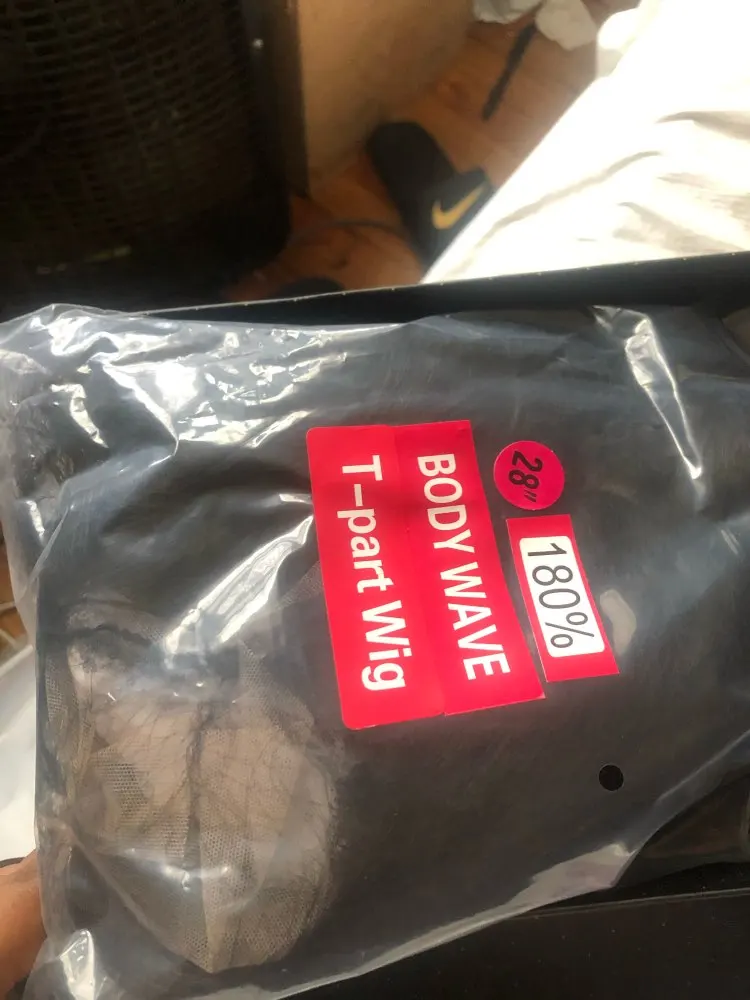 28"
180%
BODY WAVE
T-part Wig